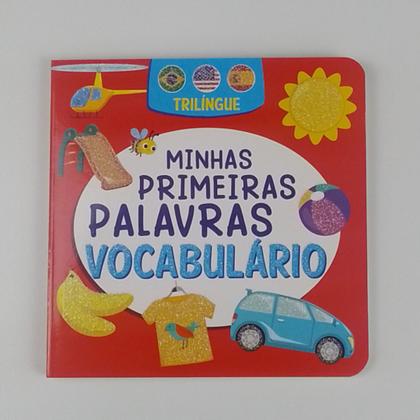 TRILÍNGUE
MINHAS
PRIMEIRAS
PALAVRAS
VOCABULÁRIO